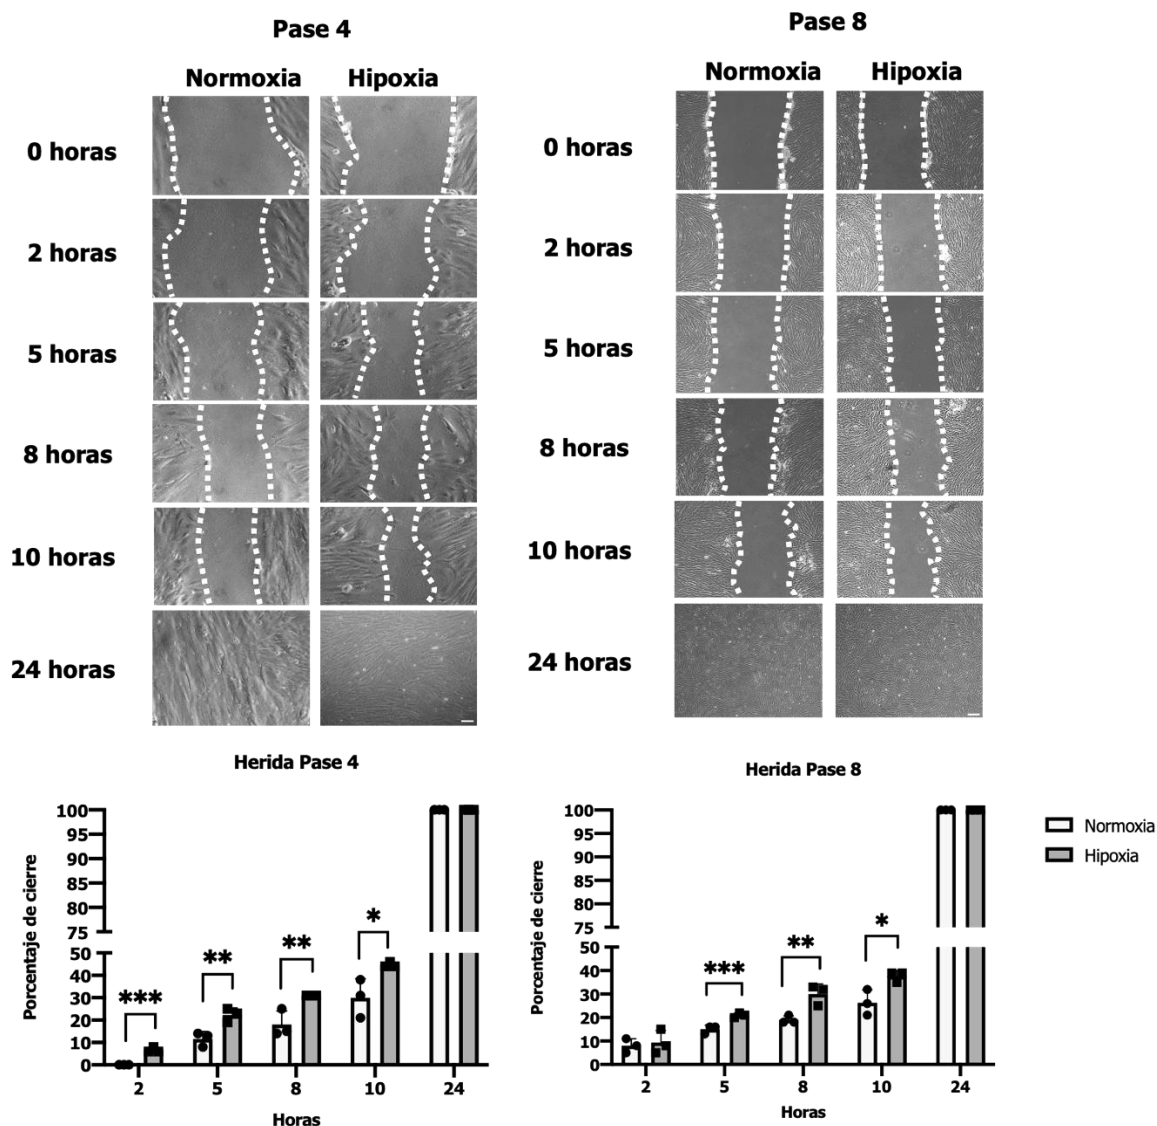 Pase 4
Normoxia Hipoxia
0 horas
2 horas
5 horas
8 horas
10 horas
24 horas
Pase 8
Normoxia Hipoxia
0 horas
2 horas
5 horas
8 horas
10 horas
24 horas
Herida Pase 4
Porcentaje de cierre
100
95
90
85
80
75
50
40
30
20
10
0
*** ** ** *
2 5 8 10 24
Horas
Herida Pase 8
Porcentaje de cierre
100
95
90
85
80
75
50
40
30
20
10
0
*** ** *
2 5 8 10 24
Horas
Normoxia
Hipoxia